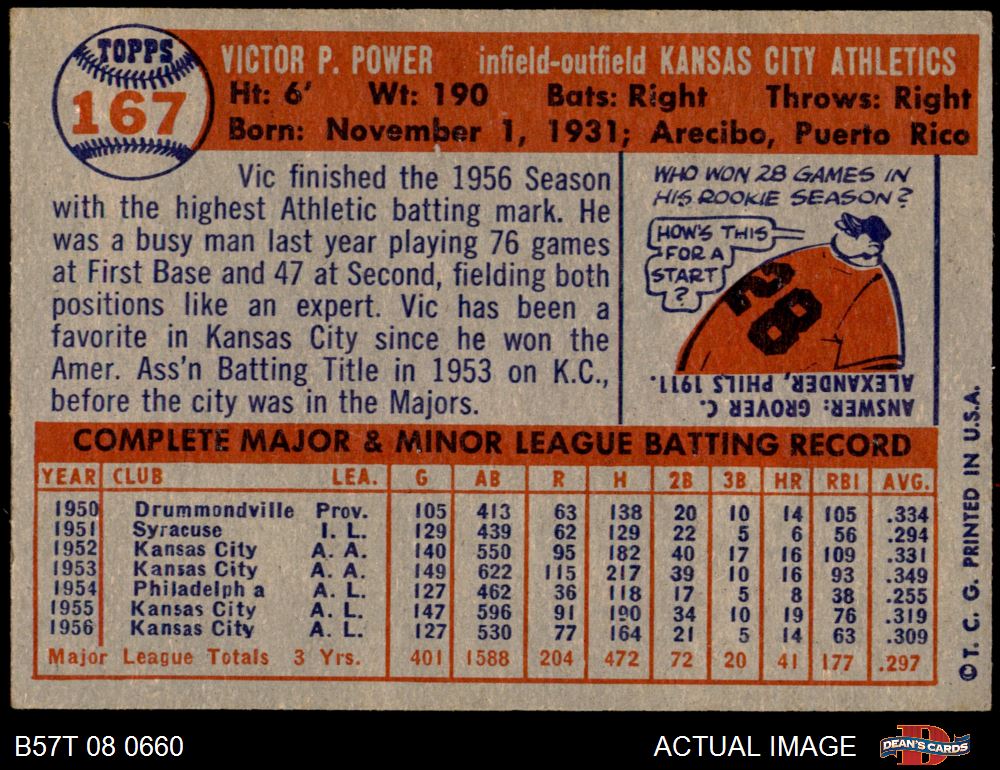 TOPPS
167
VICTOR P. POWER infield-outfield KANSAS CITY ATHLETICS
Ht: 6' Wt: 190 Bats: Right Throws: Right
Born: November 1, 1931; Arecibo, Puerto Rico
Vic finished the 1956 Season
with the highest Athletic batting mark. He
was a busy man last year playing 76 games
at First Base and 47 at Second, fielding both
positions like an expert. Vic has been a
favorite in Kansas City since he won the
Amer. Ass'n Batting Title in 1953 on K.C.,
before the city was in the Majors.
WHO WON 28 GAMES IN
HIS ROOKIE SEASON?
HOW'S THIS
FOR A
START
?
28
ANSWER: GROVER C.
ALEXANDER, PHILS 1911.
COMPLETE MAJOR & MINOR LEAGUE BATTING RECORD
YEAR CLUB LEA. G AB R H 2B 3B HR RBI AVG.
1950 Drummondville Prov. 105 413 63 138 20 10 14 105 .334
1951 Syracuse I. L. 129 439 62 129 22 5 6 56 .294
1952 Kansas City A. A. 140 550 95 182 40 17 16 109 .331
1953 Kansas City A. A. 149 622 115 217 39 10 16 93 .349
1954 Philadelph a A. L. 127 462 36 118 17 5 8 38 .255
1955 Kansas City A. L. 147 596 91 190 34 10 19 76 .319
1956 Kansas City A. L. 127 530 77 164 21 5 14 63 .309
Major League Totals 3 Yrs. 401 1588 204 472 72 20 41 177 .297
©T. C. G. PRINTED IN U.S.A.
B57T 08 0660
ACTUAL IMAGE
DEAN'S CARDS